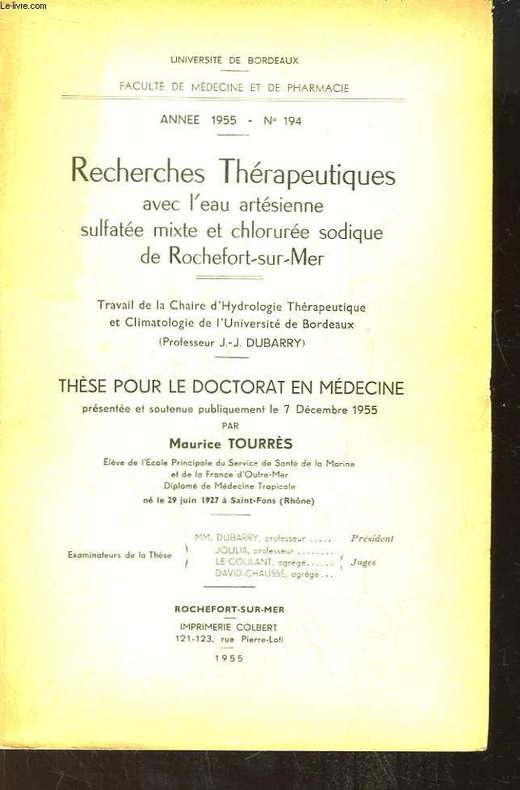 Le-livre.com
UNIVERSITÉ DE BORDEAUX
FACULTÉ DE MÉDECINE ET DE PHARMACIE
ANNEE 1955 - N° 194
Recherches Thérapeutiques
avec l'eau artésienne
sulfatée mixte et chlorurée sodique
de Rochefort-sur-Mer
Travail de la Chaire d'Hydrologie Thérapeutique
et Climatologie de l'Université de Bordeaux
(Professeur J.-J. DUBARRY)
THÈSE POUR LE DOCTORAT EN MÉDECINE
présentée et soutenue publiquement le 7 Décembre 1955
PAR
Maurice TOURRÈS
Élève de l'Ecole Principale du Service de Santé de la Marine
et de la France d'Outre-Mer
Diplomé de Médecine Tropicale
né le 29 juin 1927 à Saint-Fons (Rhône)
MM. DUBARRY, professeur ..... Président
JOULIA, professeur ........
Examinateurs de la Thèse LE COULANT, agrégé...... Juges
DAVID-CHAUSSÉ, agrégé ...
ROCHEFORT-SUR-MER
IMPRIMERIE COLBERT
121-123, rue Pierre-Loti
1955